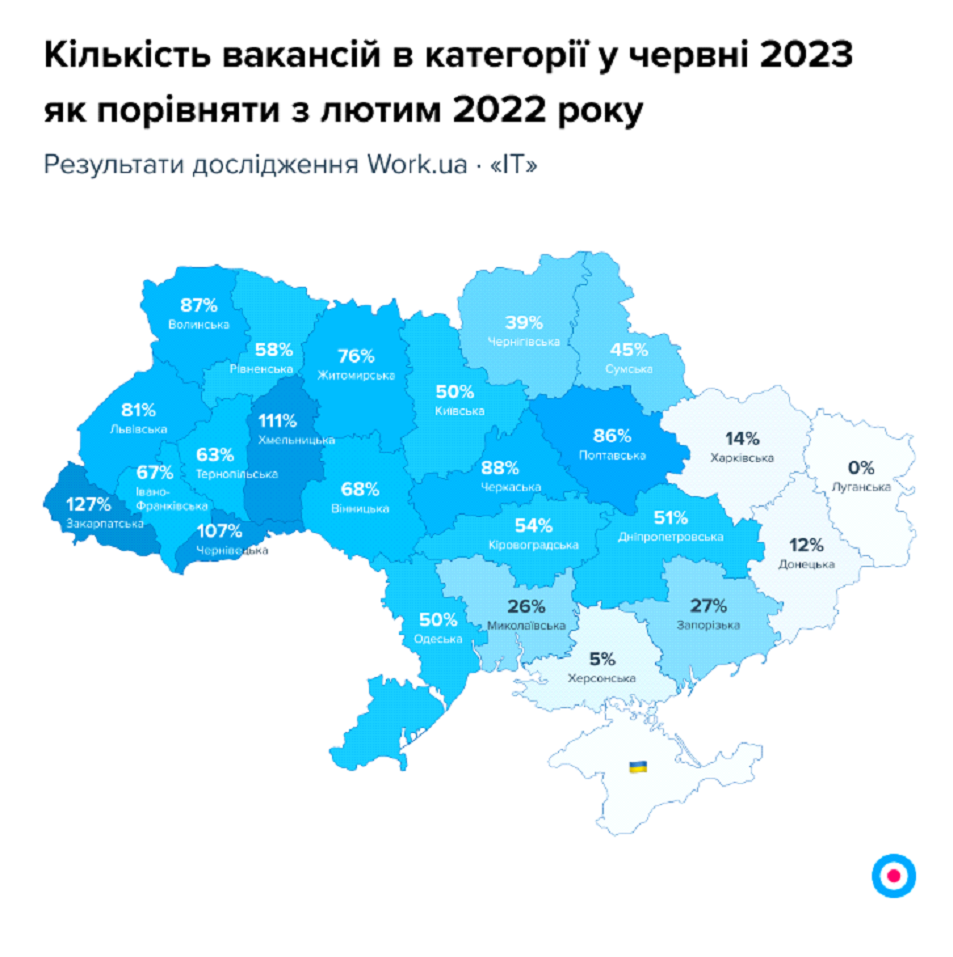 Кількість вакансій в категорії у червні 2023
як порівняти з лютим 2022 року
Результати дослідження Work.ua · «IT»
87%
Волинська
58%
Рівненська
76%
Житомирська
39%
Чернігівська
45%
Сумська
50%
Київська
81%
Львівська
111%
Хмельницька
86%
Полтавська
14%
Харківська
63%
Тернопільська
67%
Івано-
Франківська
88%
Черкаська
0%
Луганська
127%
Закарпатська
68%
Вінницька
107%
Чернівецька
54%
Кіровоградська
51%
Дніпропетровська
12%
Донецька
50%
Одеська
26%
Миколаївська
27%
Запорізька
5%
Херсонська